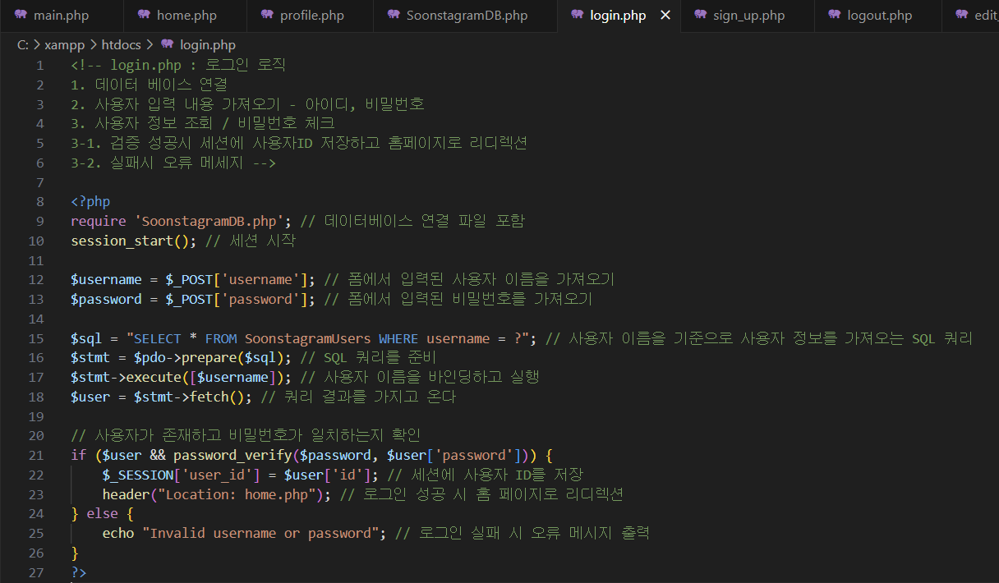 main.php home.php profile.php SoonstagramDB.php login.php sign_up.php logout.php edit_
C: > xampp > htdocs > login.php
1 <!-- login.php : 로그인 로직
2 1. 데이터 베이스 연결
3 2. 사용자 입력 내용 가져오기 - 아이디, 비밀번호
4 3. 사용자 정보 조회 / 비밀번호 체크
5 3-1. 검증 성공시 세션에 사용자ID 저장하고 홈페이지로 리디렉션
6 3-2. 실패시 오류 메세지 -->
7
8 <?php
9 require 'SoonstagramDB.php'; // 데이터베이스 연결 파일 포함
10 session_start(); // 세션 시작
11
12 $username = $_POST['username']; // 폼에서 입력된 사용자 이름을 가져오기
13 $password = $_POST['password']; // 폼에서 입력된 비밀번호를 가져오기
14
15 $sql = "SELECT * FROM SoonstagramUsers WHERE username = ?"; // 사용자 이름을 기준으로 사용자 정보를 가져오는 SQL 쿼리
16 $stmt = $pdo->prepare($sql); // SQL 쿼리를 준비
17 $stmt->execute([$username]); // 사용자 이름을 바인딩하고 실행
18 $user = $stmt->fetch(); // 쿼리 결과를 가지고 온다
19
20 // 사용자가 존재하고 비밀번호가 일치하는지 확인
21 if ($user && password_verify($password, $user['password'])) {
22 $_SESSION['user_id'] = $user['id']; // 세션에 사용자 ID를 저장
23 header("Location: home.php"); // 로그인 성공 시 홈 페이지로 리디렉션
24 } else {
25 echo "Invalid username or password"; // 로그인 실패 시 오류 메시지 출력
26 }
27 ?>